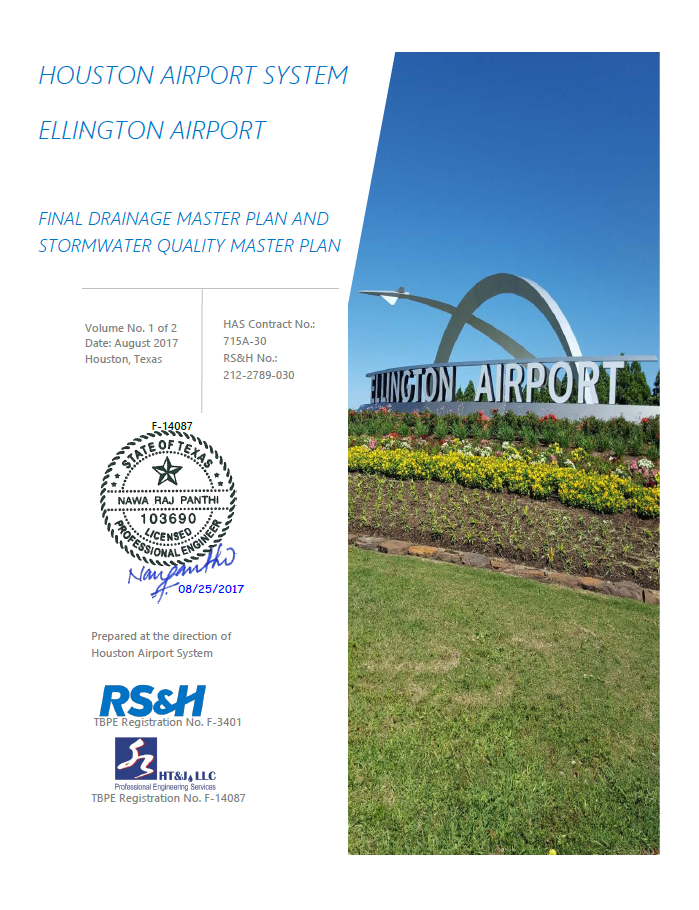 HOUSTON AIRPORT SYSTEM
ELLINGTON AIRPORT
FINAL DRAINAGE MASTER PLAN AND
STORMWATER QUALITY MASTER PLAN
Volume No. 1 of 2
Date: August 2017
Houston, Texas
HAS Contract No.:
715A-30
RS&H No.:
212-2789-030
F-14087
STATE OF TEXAS
NAWA RAJ PANTHI
103690
LICENSED
PROFESSIONAL ENGINEER
08/25/2017
Prepared at the direction of
Houston Airport System
RS&H
TBPE Registration No. F-3401
HT&J, LLC
Professional Engineering Services
TBPE Registration No. F-14087
ELLINGTON AIRPORT